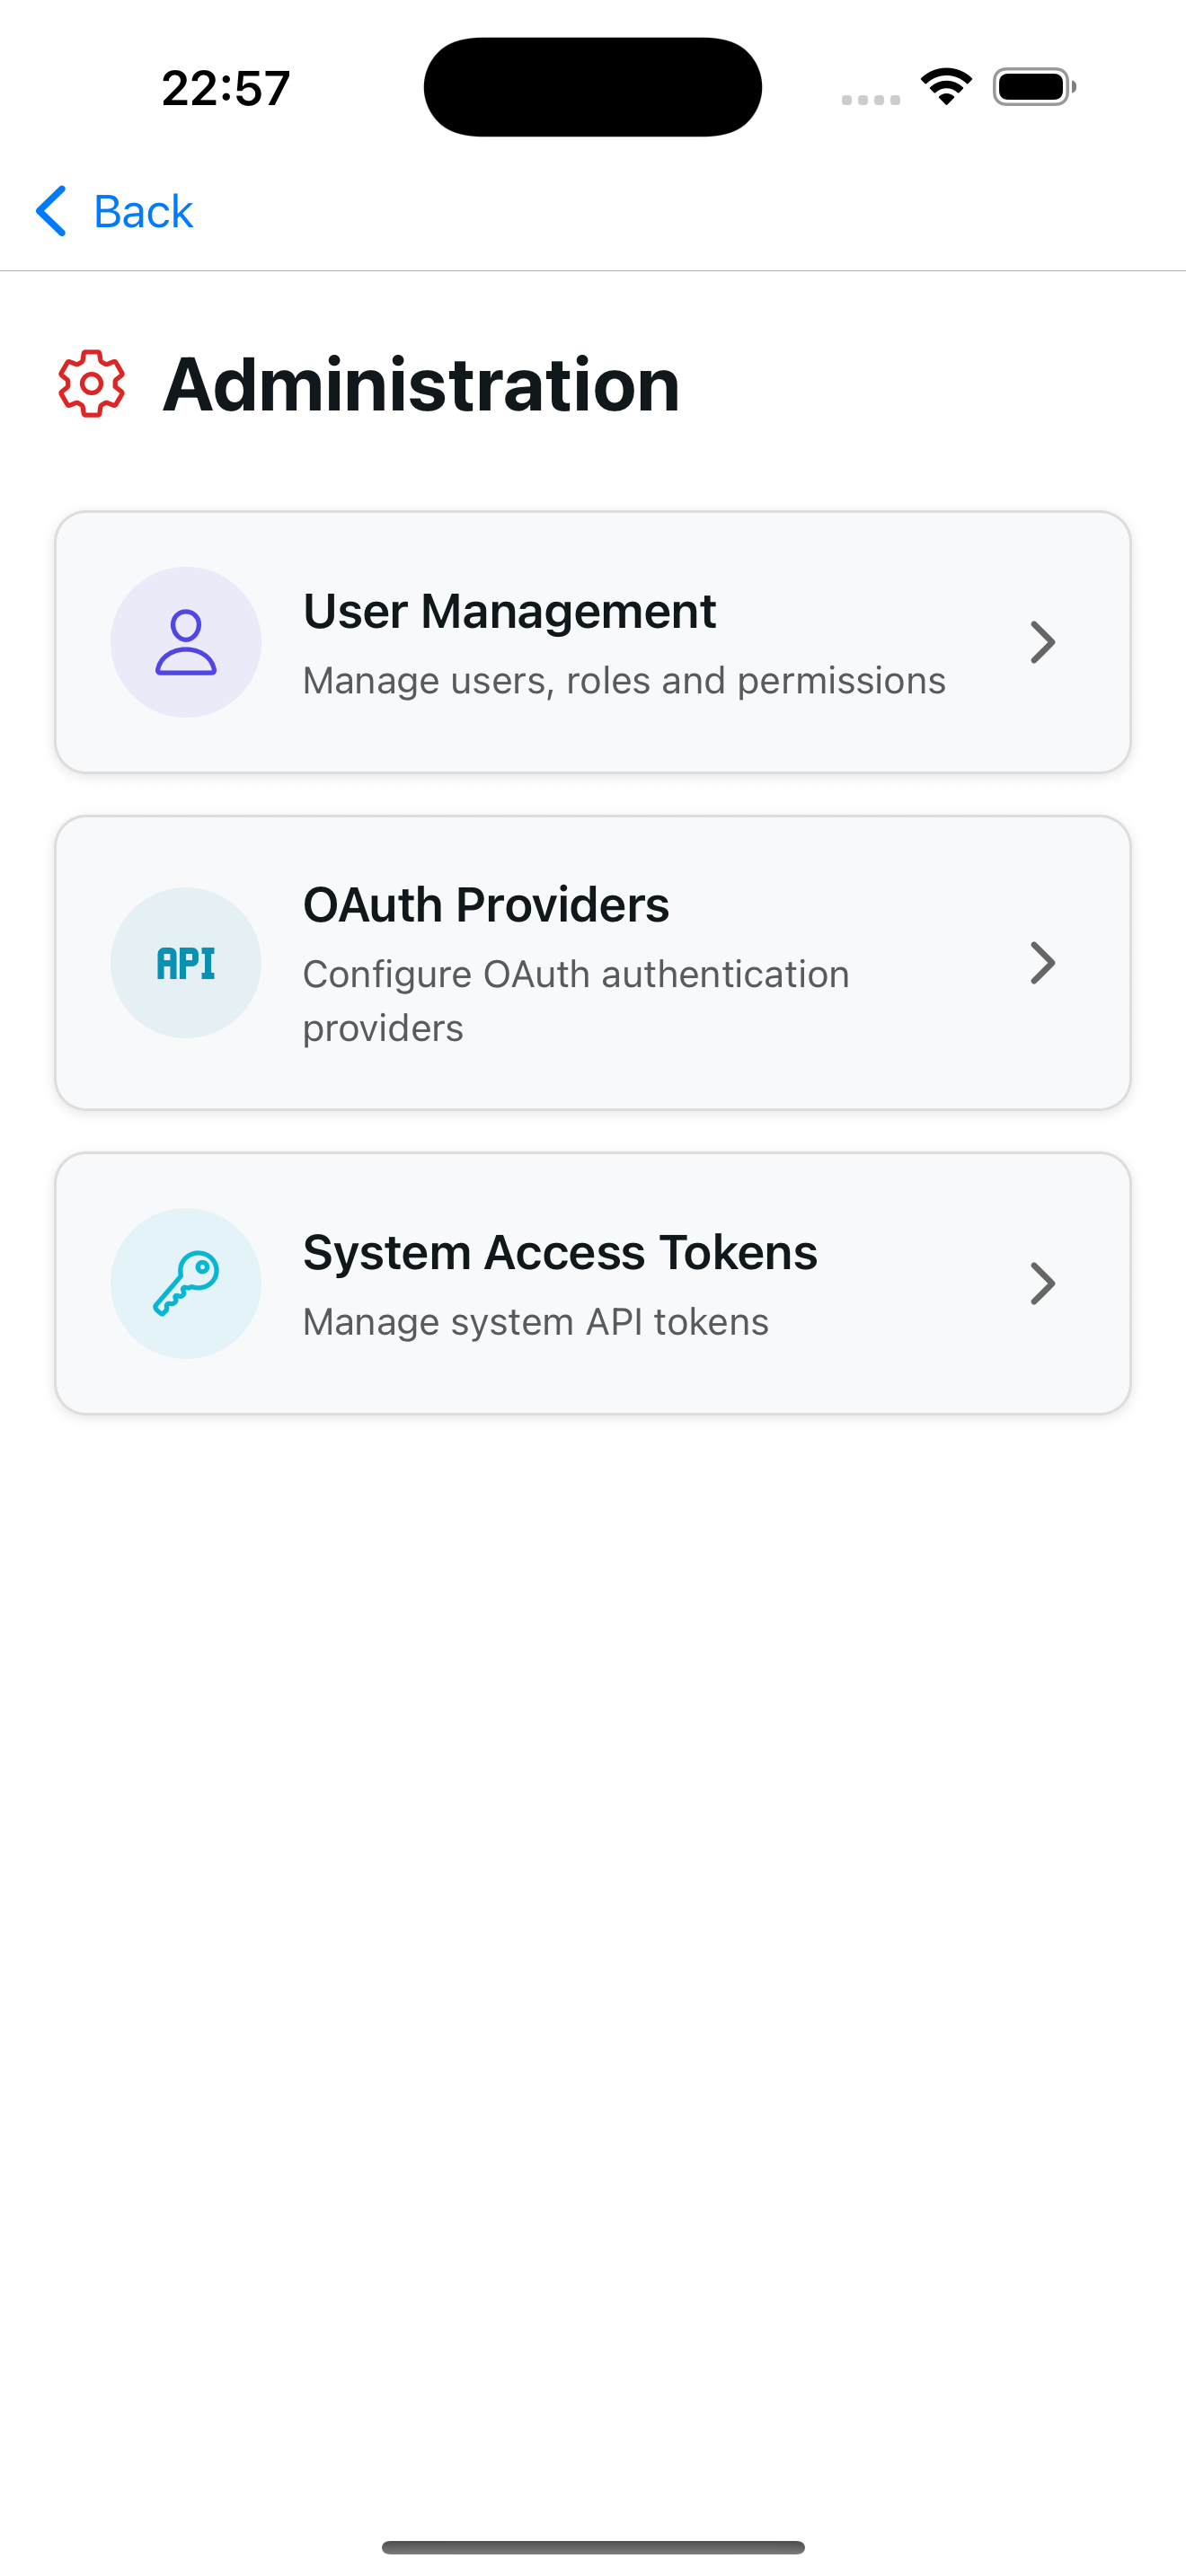 22:57
Back
Administration
User Management
Manage users, roles and permissions
API
OAuth Providers
Configure OAuth authentication
providers
System Access Tokens
Manage system API tokens